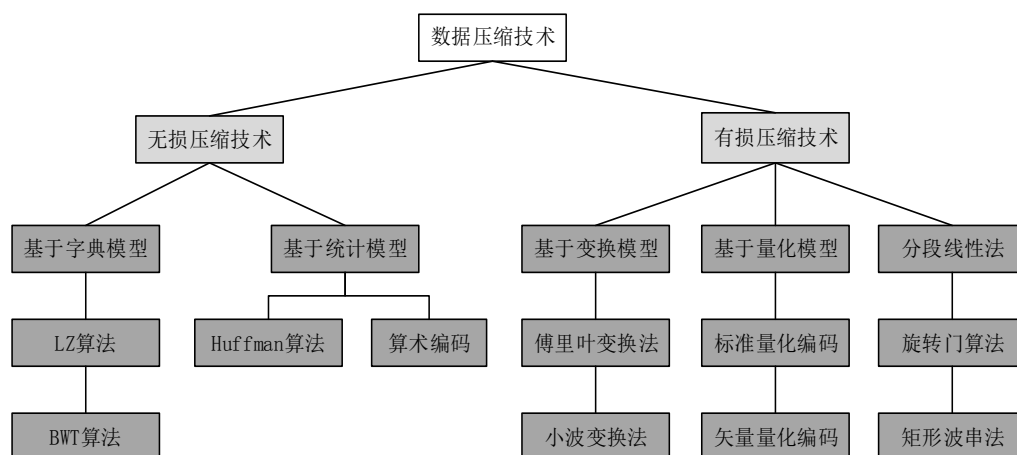 数据压缩技术
无损压缩技术
有损压缩技术
基于字典模型
基于统计模型
基于变换模型
基于量化模型
分段线性法
LZ算法
Huffman算法
算术编码
傅里叶变换法
标准量化编码
旋转门算法
BWT算法
小波变换法
矢量量化编码
矩形波串法